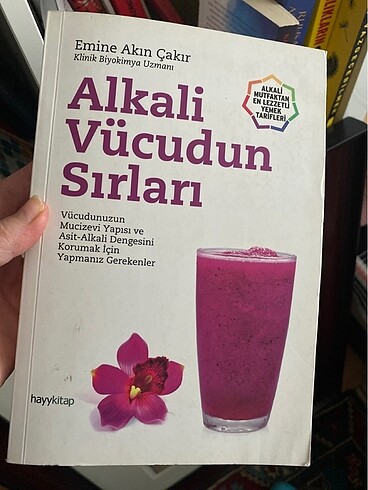 Emine Akın Çakır
Klinik Biyokimya Uzmanı
Alkali
Vücudun
Sırları
ALKALİ
MUTFAKTAN
EN LEZZETLİ
YEMEK
TARİFLERİ
Vücudunuzun
Mucizevi Yapısı ve
Asit-Alkali Dengesini
Korumak İçin
Yapmanız Gerekenler
hayykitap